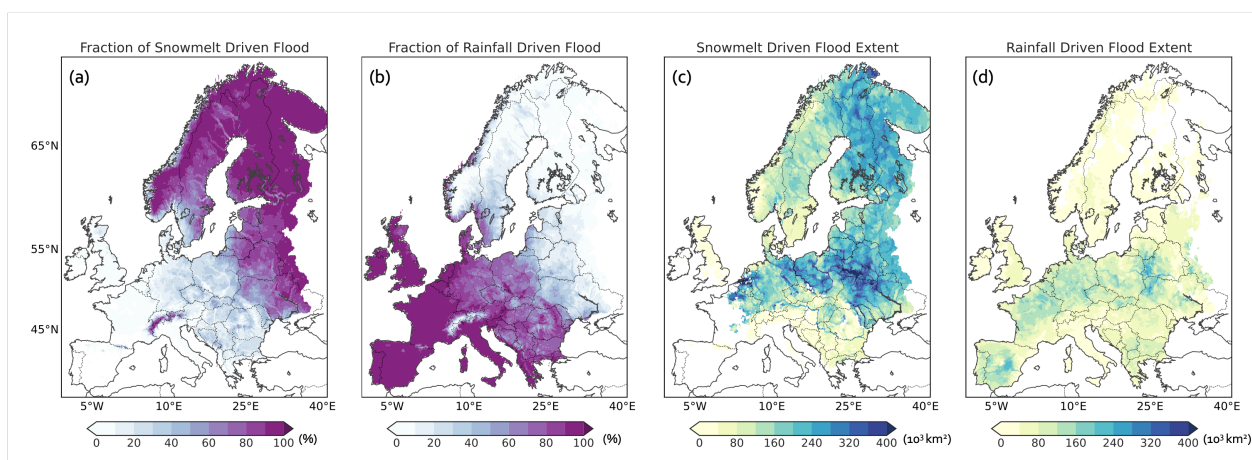 Fraction of Snowmelt Driven Flood
Fraction of Rainfall Driven Flood
Snowmelt Driven Flood Extent
Rainfall Driven Flood Extent
(a)
(b)
(c)
(d)
65°N
55°N
45°N
5°W 10°E 25°E 40°E
5°W 10°E 25°E 40°E
5°W 10°E 25°E 40°E
5°W 10°E 25°E 40°E
0 20 40 60 80 100 (%)
0 20 40 60 80 100 (%)
0 80 160 240 320 400 (10³ km²)
0 80 160 240 320 400 (10³ km²)